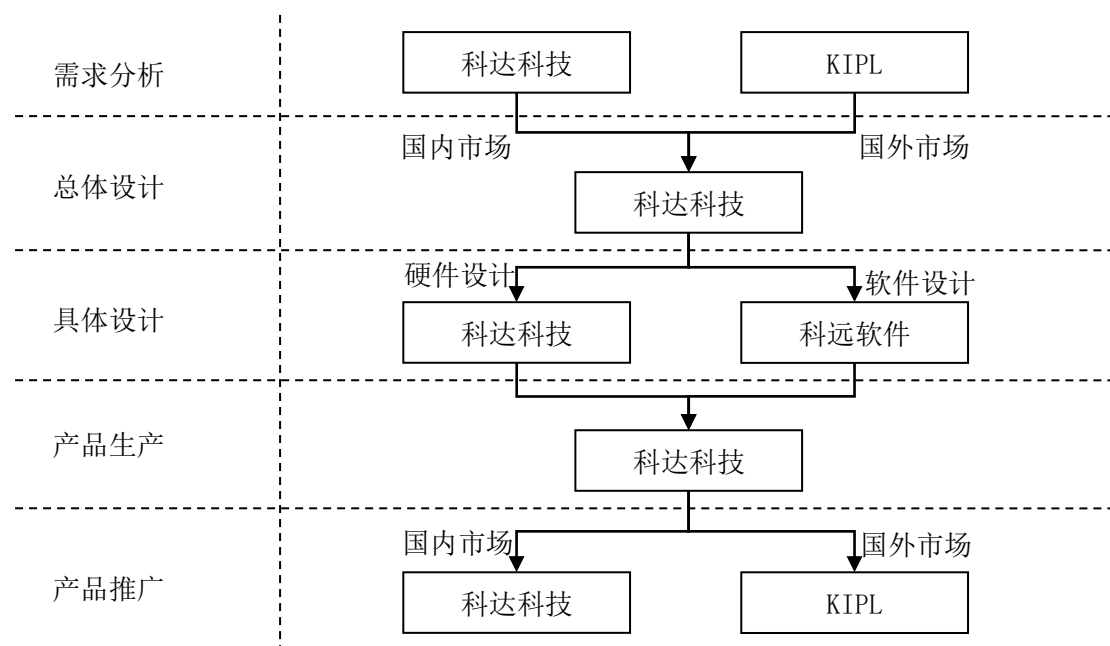 需求分析
科达科技
KIPL
国内市场
国外市场
总体设计
科达科技
硬件设计
软件设计
具体设计
科达科技
科远软件
产品生产
科达科技
国内市场
国外市场
产品推广
科达科技
KIPL